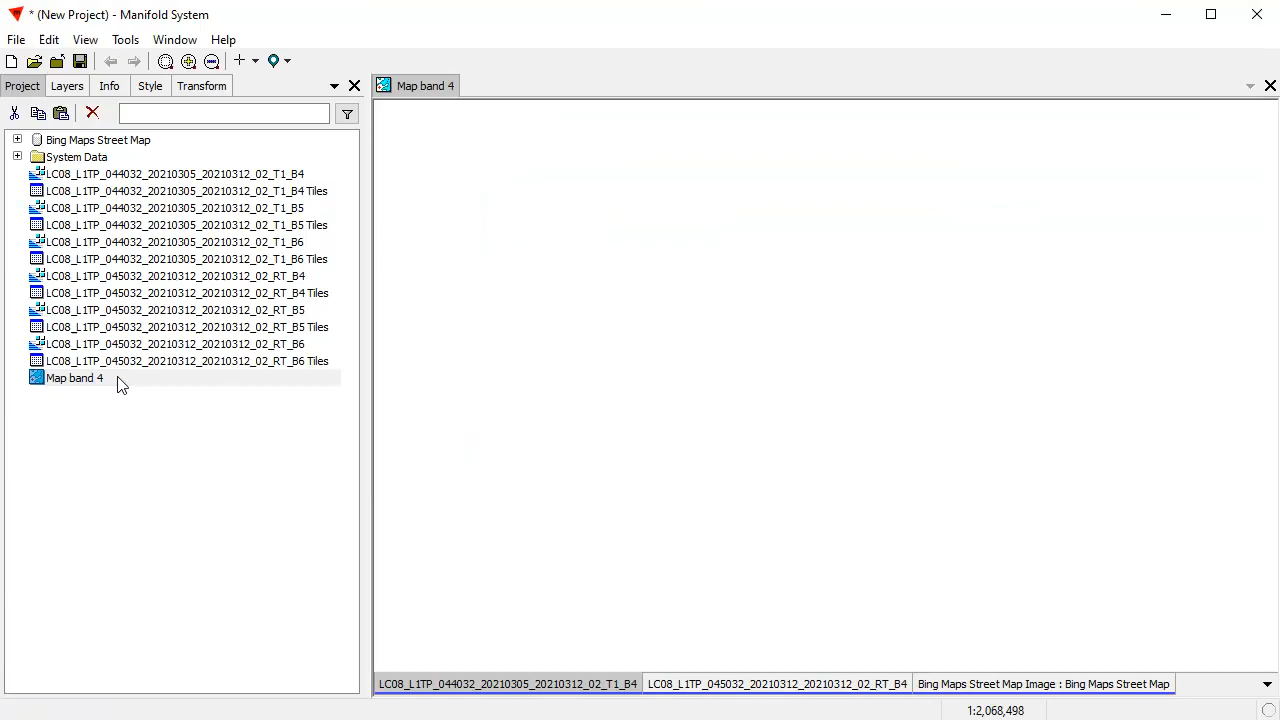 * (New Project) - Manifold System
File Edit View Tools Window Help
Project Layers Info Style Transform
Map band 4
Bing Maps Street Map
System Data
LC08_L1TP_044032_20210305_20210312_02_T1_B4
LC08_L1TP_044032_20210305_20210312_02_T1_B4 Tiles
LC08_L1TP_044032_20210305_20210312_02_T1_B5
LC08_L1TP_044032_20210305_20210312_02_T1_B5 Tiles
LC08_L1TP_044032_20210305_20210312_02_T1_B6
LC08_L1TP_044032_20210305_20210312_02_T1_B6 Tiles
LC08_L1TP_045032_20210312_20210312_02_RT_B4
LC08_L1TP_045032_20210312_20210312_02_RT_B4 Tiles
LC08_L1TP_045032_20210312_20210312_02_RT_B5
LC08_L1TP_045032_20210312_20210312_02_RT_B5 Tiles
LC08_L1TP_045032_20210312_20210312_02_RT_B6
LC08_L1TP_045032_20210312_20210312_02_RT_B6 Tiles
Map band 4
LC08_L1TP_044032_20210305_20210312_02_T1_B4 LC08_L1TP_045032_20210312_20210312_02_RT_B4 Bing Maps Street Map Image : Bing Maps Street Map
1:2,068,498